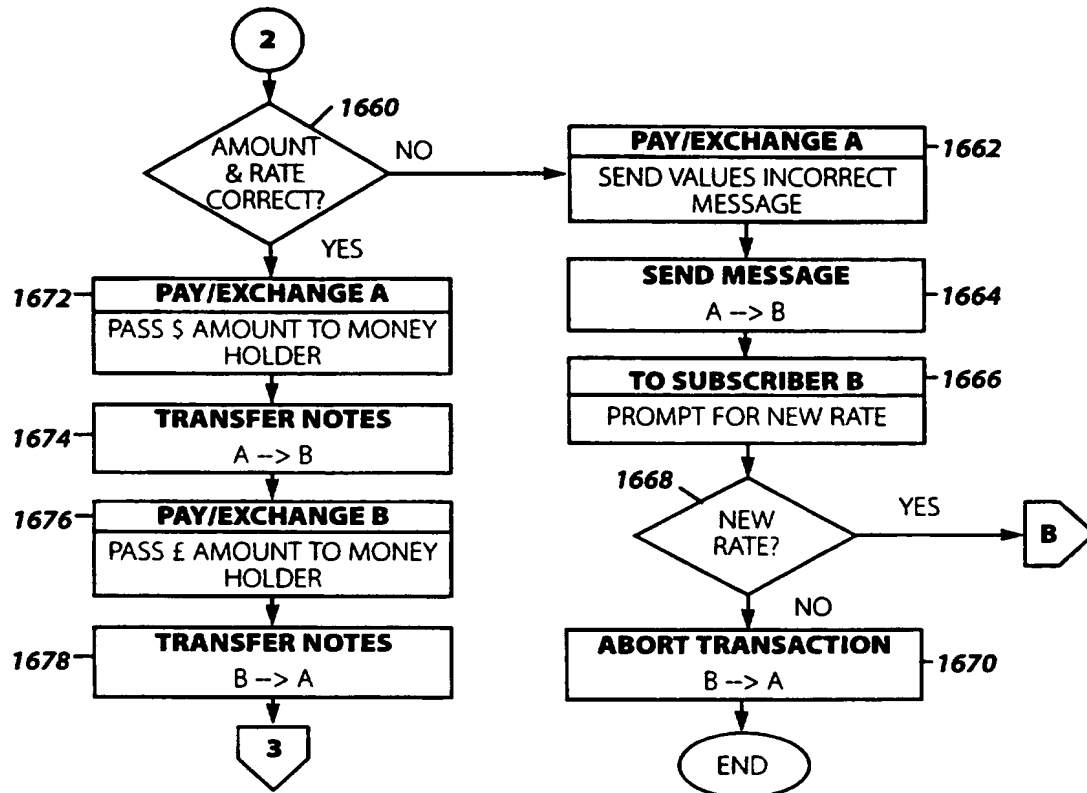 2
1660
AMOUNT
& RATE
CORRECT?
NO
YES
1672
PAY/EXCHANGE A
PASS $ AMOUNT TO MONEY
HOLDER
1674
TRANSFER NOTES
A --> B
1676
PAY/EXCHANGE B
PASS £ AMOUNT TO MONEY
HOLDER
1678
TRANSFER NOTES
B --> A
3
PAY/EXCHANGE A
1662
SEND VALUES INCORRECT
MESSAGE
SEND MESSAGE
1664
A --> B
TO SUBSCRIBER B
1666
PROMPT FOR NEW RATE
1668
NEW
RATE?
YES
B
NO
ABORT TRANSACTION
1670
B --> A
END